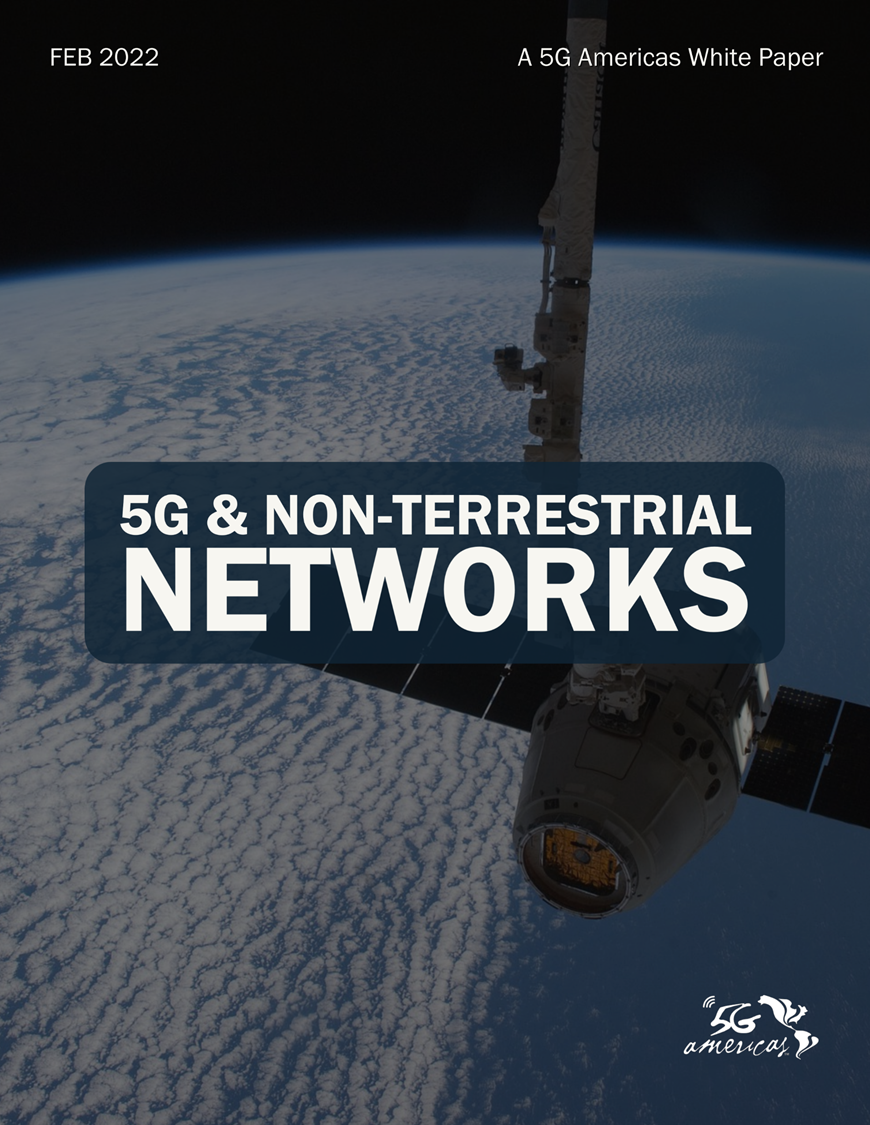 FEB 2022
A 5G Americas White Paper
5G & NON-TERRESTRIAL
NETWORKS
5G
americas